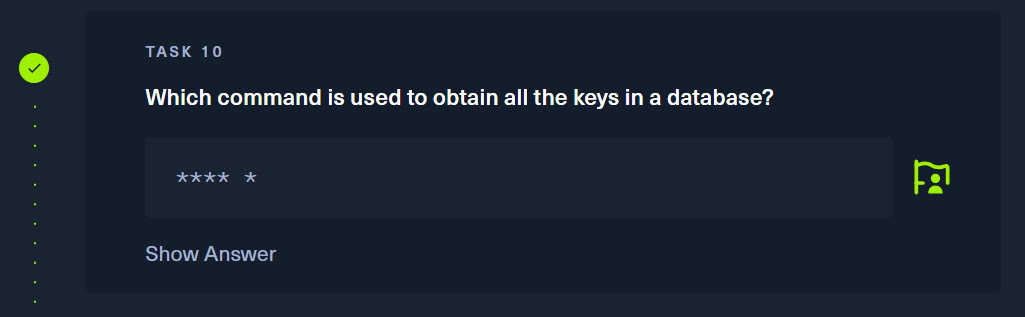 TASK 10
Which command is used to obtain all the keys in a database?
**** *
Show Answer